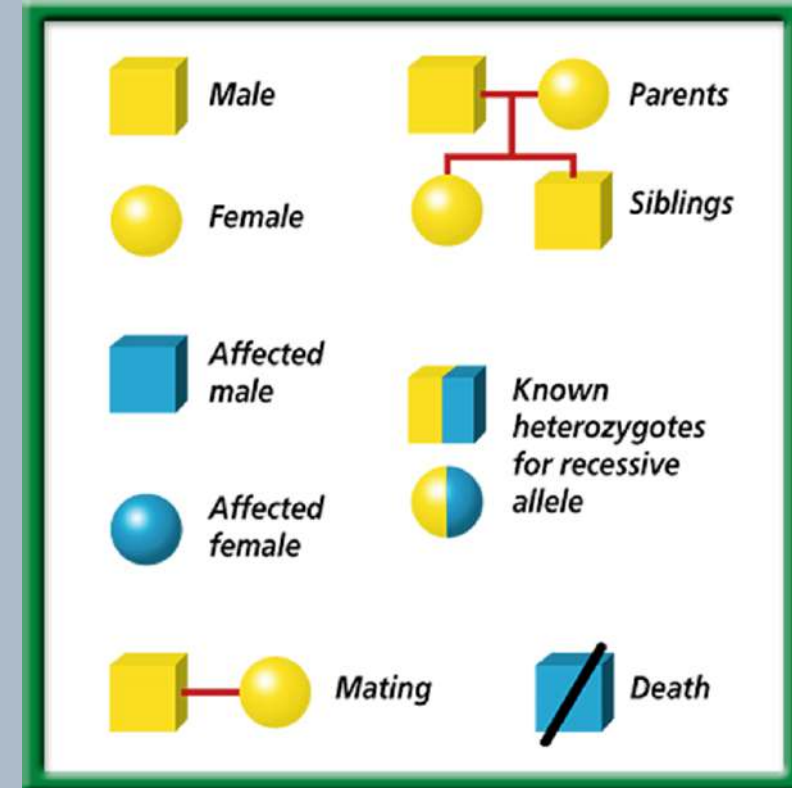 Male
Parents
Female
Siblings
Affected
male
Known
heterozygotes
for recessive
allele
Affected
female
Mating
Death